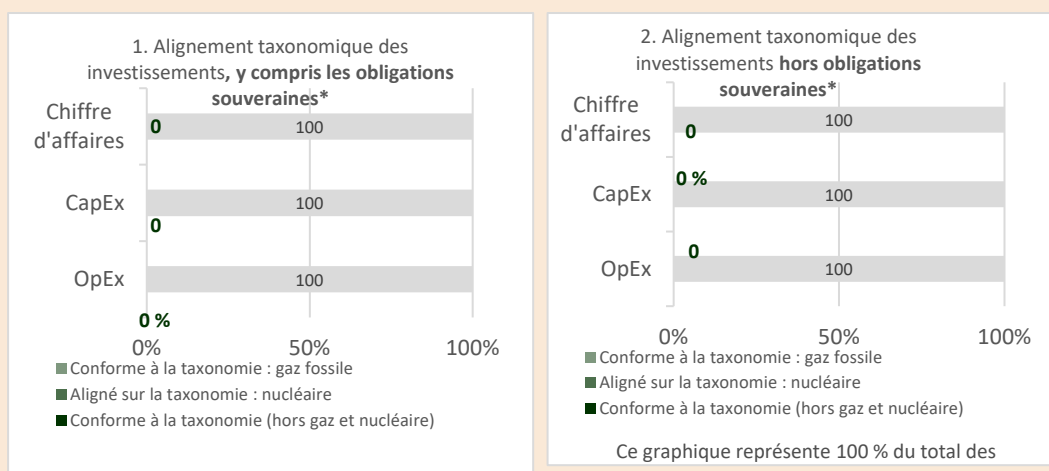 1. Alignement taxonomique des
investissements, y compris les obligations
souveraines*
Chiffre
d'affaires
0
100
CapEx
100
0
OpEx
100
0 %
0%
50%
100%
Conforme à la taxonomie : gaz fossile
Aligné sur la taxonomie : nucléaire
Conforme à la taxonomie (hors gaz et nucléaire)
2. Alignement taxonomique des
investissements hors obligations
souveraines*
Chiffre
d'affaires
100
0
0 %
CapEx
100
0
OpEx
100
0%
50%
100%
Conforme à la taxonomie : gaz fossile
Aligné sur la taxonomie : nucléaire
Conforme à la taxonomie (hors gaz et nucléaire)
Ce graphique représente 100 % du total des